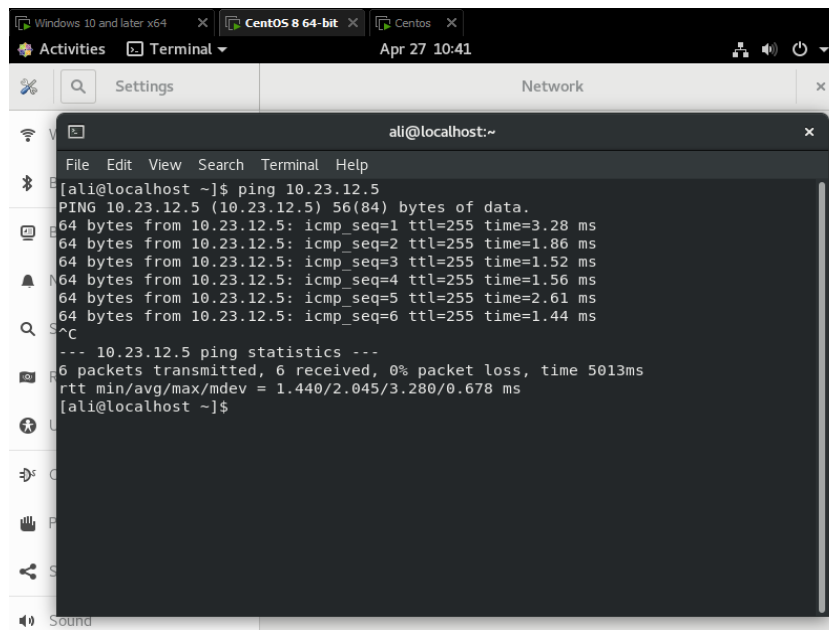 Windows 10 and later x64 CentOS 8 64-bit Centos
Activities Terminal Apr 27 10:41
Settings Network
ali@localhost:~
File Edit View Search Terminal Help
[ali@localhost ~]$ ping 10.23.12.5
PING 10.23.12.5 (10.23.12.5) 56(84) bytes of data.
64 bytes from 10.23.12.5: icmp_seq=1 ttl=255 time=3.28 ms
64 bytes from 10.23.12.5: icmp_seq=2 ttl=255 time=1.86 ms
64 bytes from 10.23.12.5: icmp_seq=3 ttl=255 time=1.52 ms
64 bytes from 10.23.12.5: icmp_seq=4 ttl=255 time=1.56 ms
64 bytes from 10.23.12.5: icmp_seq=5 ttl=255 time=2.61 ms
64 bytes from 10.23.12.5: icmp_seq=6 ttl=255 time=1.44 ms
^C
--- 10.23.12.5 ping statistics ---
6 packets transmitted, 6 received, 0% packet loss, time 5013ms
rtt min/avg/max/mdev = 1.440/2.045/3.280/0.678 ms
[ali@localhost ~]$
Sound